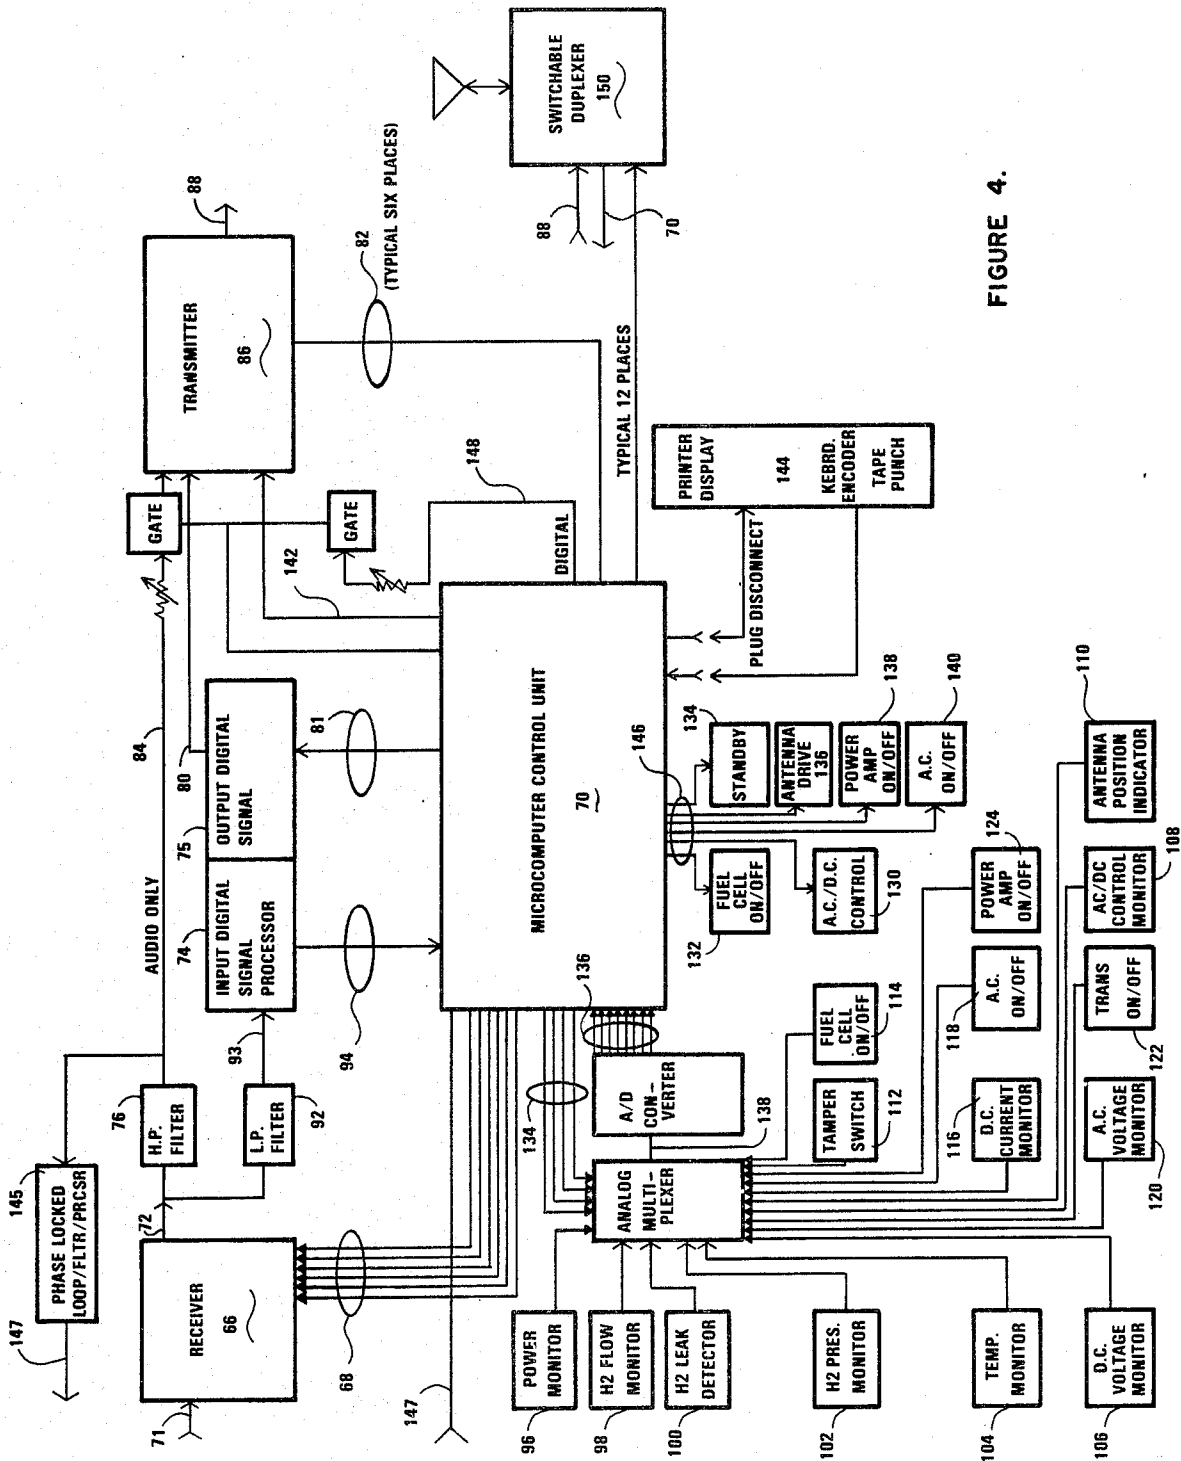 147
145
PHASE LOCKED
LOOP/FLTR/PRCSR
71
RECEIVER
66
72
76
H.P.
FILTER
L.P.
FILTER
92
93
AUDIO ONLY
84
74
INPUT DIGITAL
SIGNAL
PROCESSOR
75
OUTPUT DIGITAL
SIGNAL
80
GATE
TRANSMITTER
86
88
68
94
81
142
GATE
82
(TYPICAL SIX PLACES)
148
DIGITAL
147
MICROCOMPUTER CONTROL UNIT
70
TYPICAL 12 PLACES
SWITCHABLE
DUPLEXER
150
88
70
134
136
A/D
CON-
VERTER
138
ANALOG
MULTI-
PLEXER
146
PLUG DISCONNECT
PRINTER
DISPLAY
144
KEBRD.
ENCODER
TAPE
PUNCH
POWER
MONITOR
96
H2 FLOW
MONITOR
98
H2 LEAK
DETECTOR
100
H2 PRES.
MONITOR
102
TEMP.
MONITOR
104
D.C.
VOLTAGE
MONITOR
106
TAMPER
SWITCH
112
FUEL
CELL
ON/OFF
114
FUEL
CELL
ON/OFF
132
STANDBY
134
ANTENNA
DRIVE
136
POWER
AMP
ON/OFF
138
A.C.
ON/OFF
140
A.C./D.C.
CONTROL
130
116
D.C.
CURRENT
MONITOR
118
A.C.
ON/OFF
POWER
AMP
ON/OFF
124
A.C.
VOLTAGE
MONITOR
120
TRANS
ON/OFF
122
AC/DC
CONTROL
MONITOR
108
ANTENNA
POSITION
INDICATOR
110
FIGURE 4.